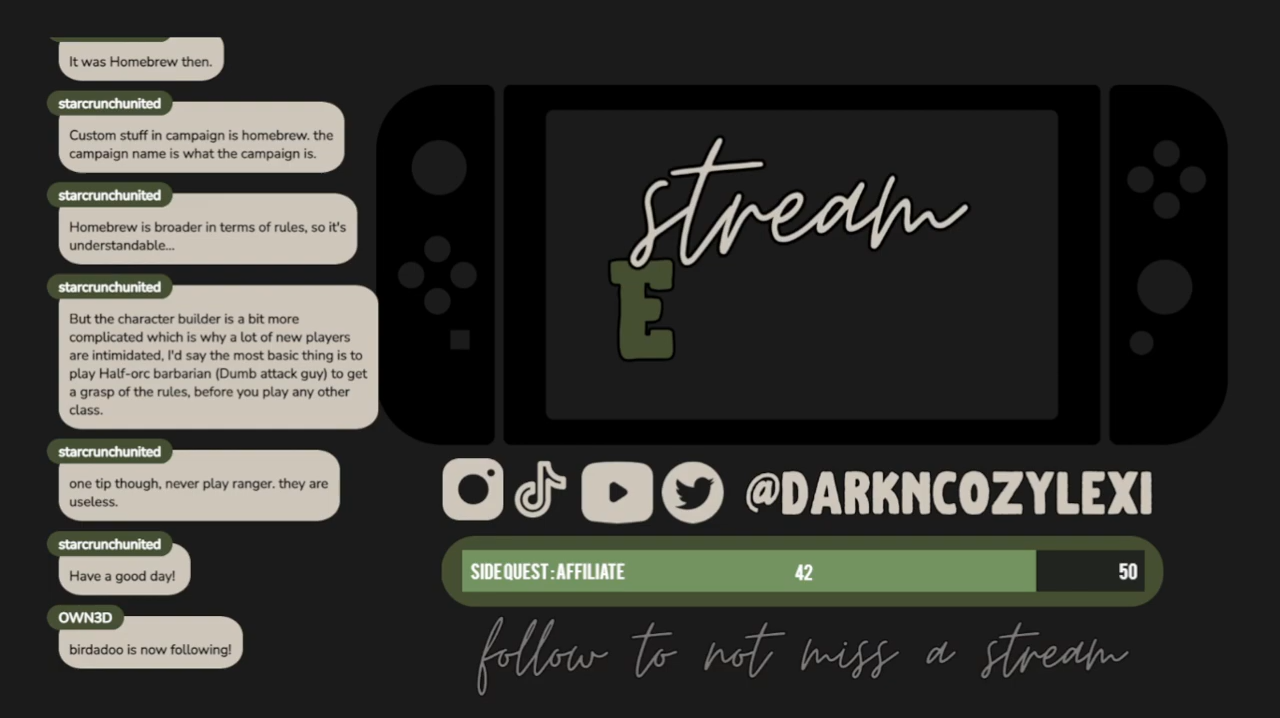 It was Homebrew then.
starcrunchunited
Custom stuff in campaign is homebrew. the
campaign name is what the campaign is.
starcrunchunited
Homebrew is broader in terms of rules, so it's
understandable...
starcrunchunited
But the character builder is a bit more
complicated which is why a lot of new players
are intimidated, I'd say the most basic thing is to
play Half-orc barbarian (Dumb attack guy) to get
a grasp of the rules, before you play any other
class.
starcrunchunited
one tip though, never play ranger. they are
useless.
starcrunchunited
Have a good day!
OWN3D
birdadoo is now following!
stream
E
@DARKNCOZYLEXI
SIDE QUEST: AFFILIATE 42 50
follow to not miss a stream